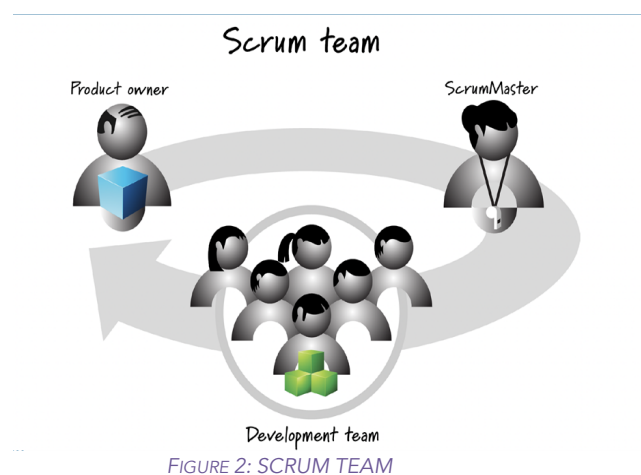 Scrum team
Product owner
ScrumMaster
Development team
FIGURE 2: SCRUM TEAM